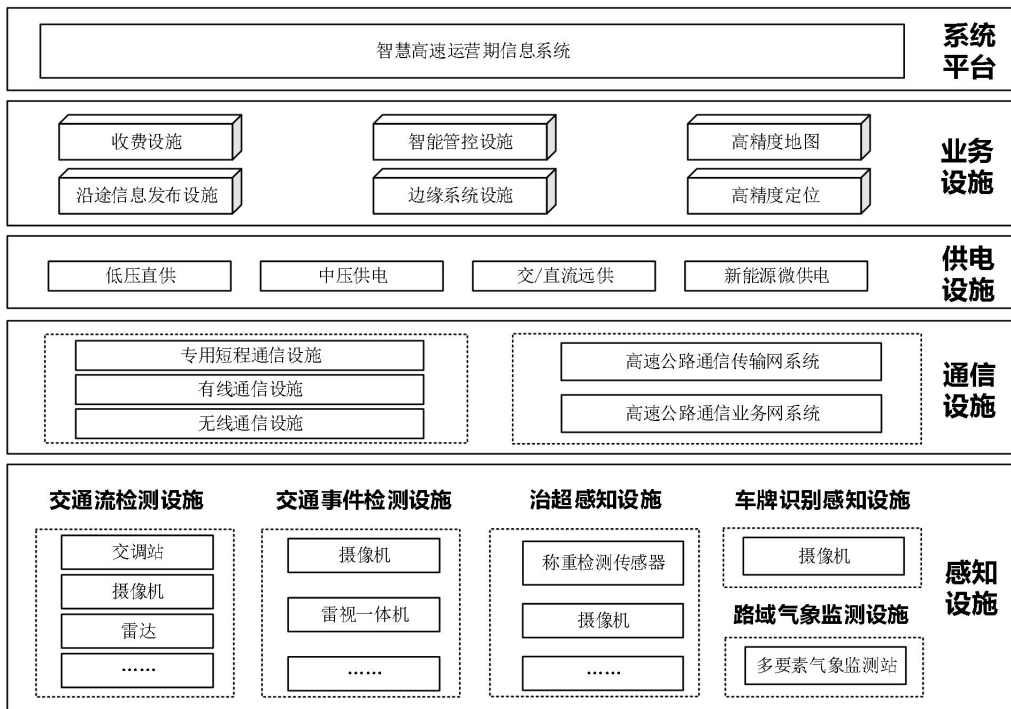 智慧高速运营期信息系统
系统
平台
收费设施
智能管控设施
高精度地图
沿途信息发布设施
边缘系统设施
高精度定位
业务
设施
低压直供
中压供电
交/直流远供
新能源微供电
供电
设施
专用短程通信设施
有线通信设施
无线通信设施
高速公路通信传输网系统
高速公路通信业务网系统
通信
设施
交通流检测设施
交调站
摄像机
雷达
……
交通事件检测设施
摄像机
雷视一体机
……
治超感知设施
称重检测传感器
摄像机
……
车牌识别感知设施
摄像机
路域气象监测设施
多要素气象监测站
感知
设施